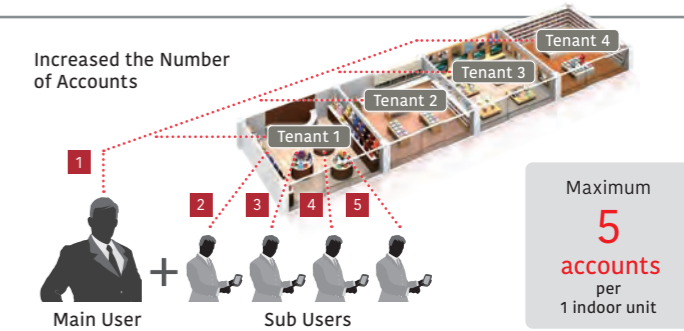 Increased the Number
of Accounts
Tenant 4
Tenant 3
Tenant 2
Tenant 1
1
2
3
4
5
Main User
+
Sub Users
Maximum
5
accounts
per
1 indoor unit